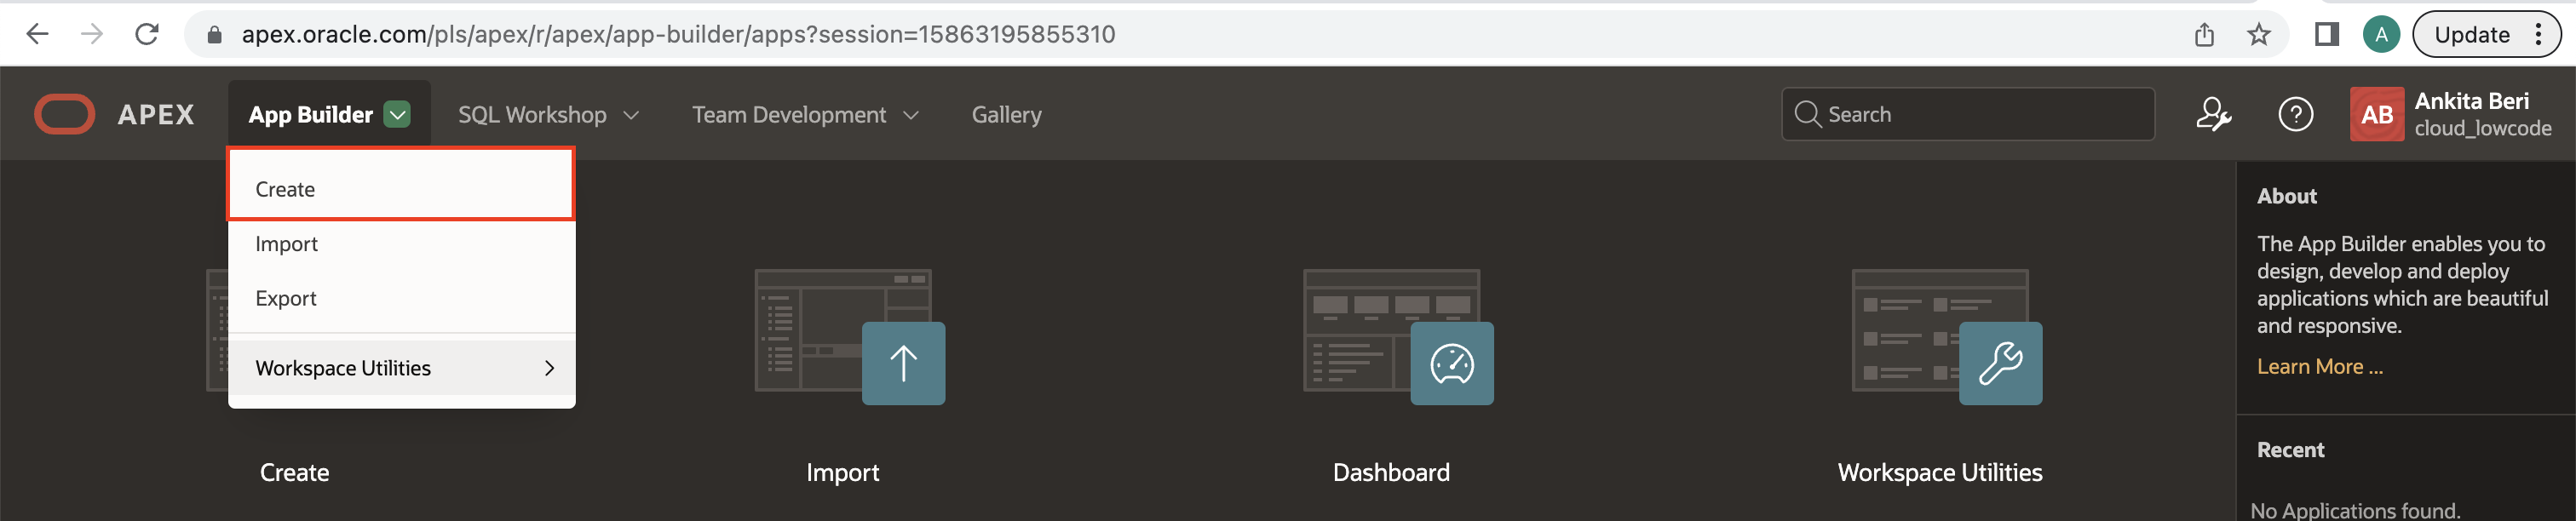 apex.oracle.com/pls/apex/r/apex/app-builder/apps?session=15863195855310
A
Update
APEX
App Builder
SQL Workshop
Team Development
Gallery
Search
AB
Ankita Beri
cloud_lowcode
Create
Import
Export
Workspace Utilities
Create
Import
Dashboard
Workspace Utilities
About
The App Builder enables you to
design, develop and deploy
applications which are beautiful
and responsive.
Learn More ...
Recent
No Applications found.